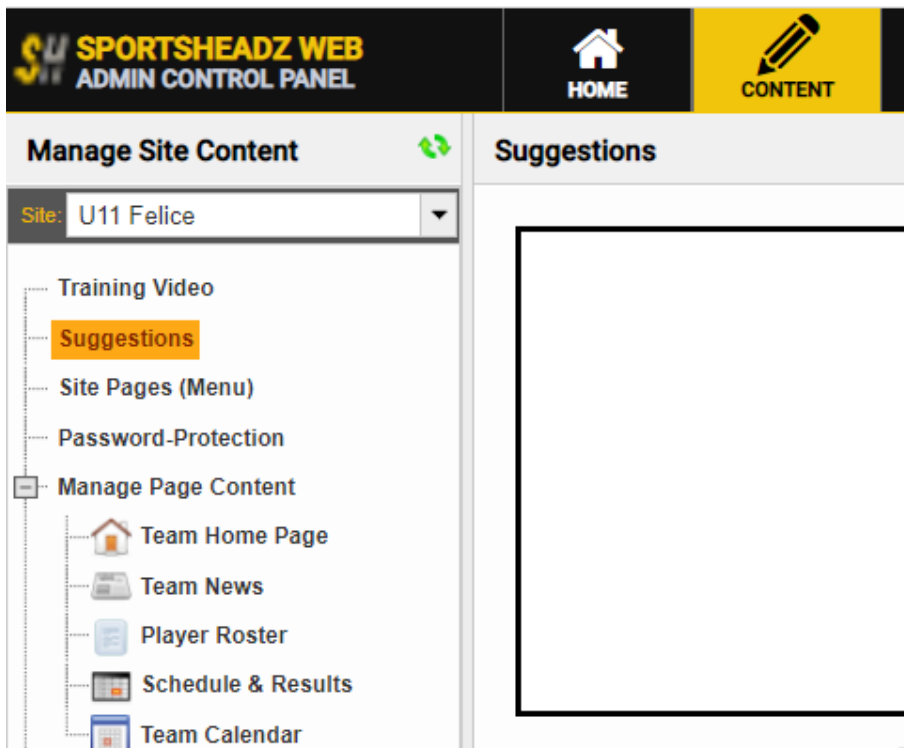 SH SPORTSHEADZ WEB
ADMIN CONTROL PANEL
HOME
CONTENT
Manage Site Content
Suggestions
Site: U11 Felice
Training Video
Suggestions
Site Pages (Menu)
Password-Protection
Manage Page Content
Team Home Page
Team News
Player Roster
Schedule & Results
Team Calendar